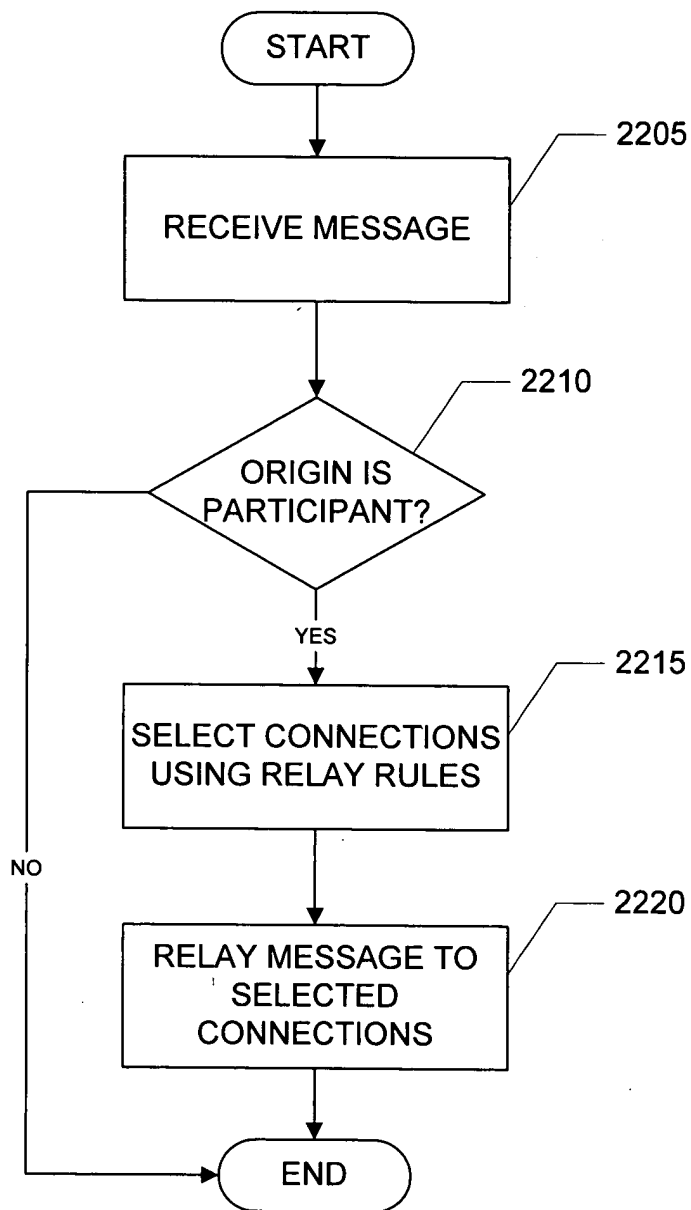 START
2205
RECEIVE MESSAGE
2210
ORIGIN IS
PARTICIPANT?
YES
2215
SELECT CONNECTIONS
USING RELAY RULES
NO
2220
RELAY MESSAGE TO
SELECTED
CONNECTIONS
END